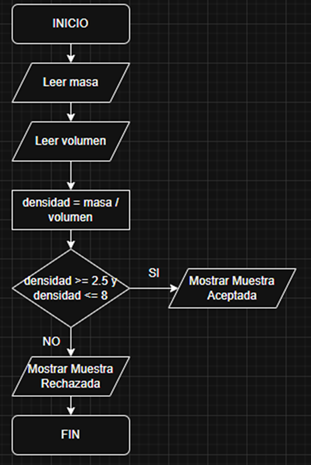 INICIO
Leer masa
Leer volumen
densidad = masa /
volumen
densidad >= 2.5 y
densidad <= 8
SI
Mostrar Muestra
Aceptada
NO
Mostrar Muestra
Rechazada
FIN